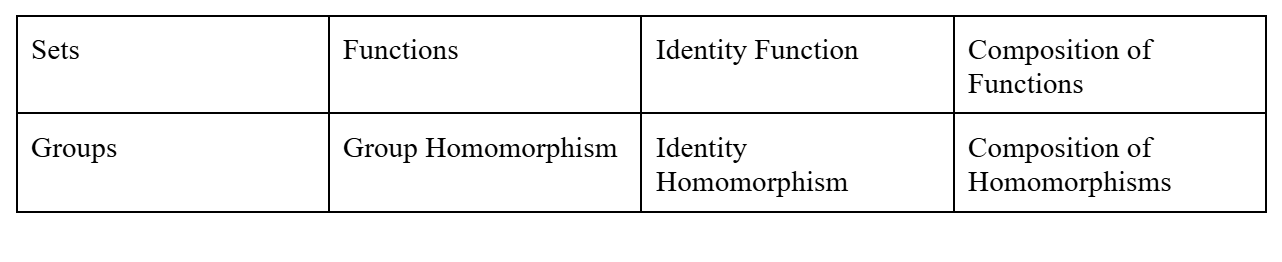 Sets
Functions
Identity Function
Composition of
Functions
Groups
Group Homomorphism
Identity
Homomorphism
Composition of
Homomorphisms